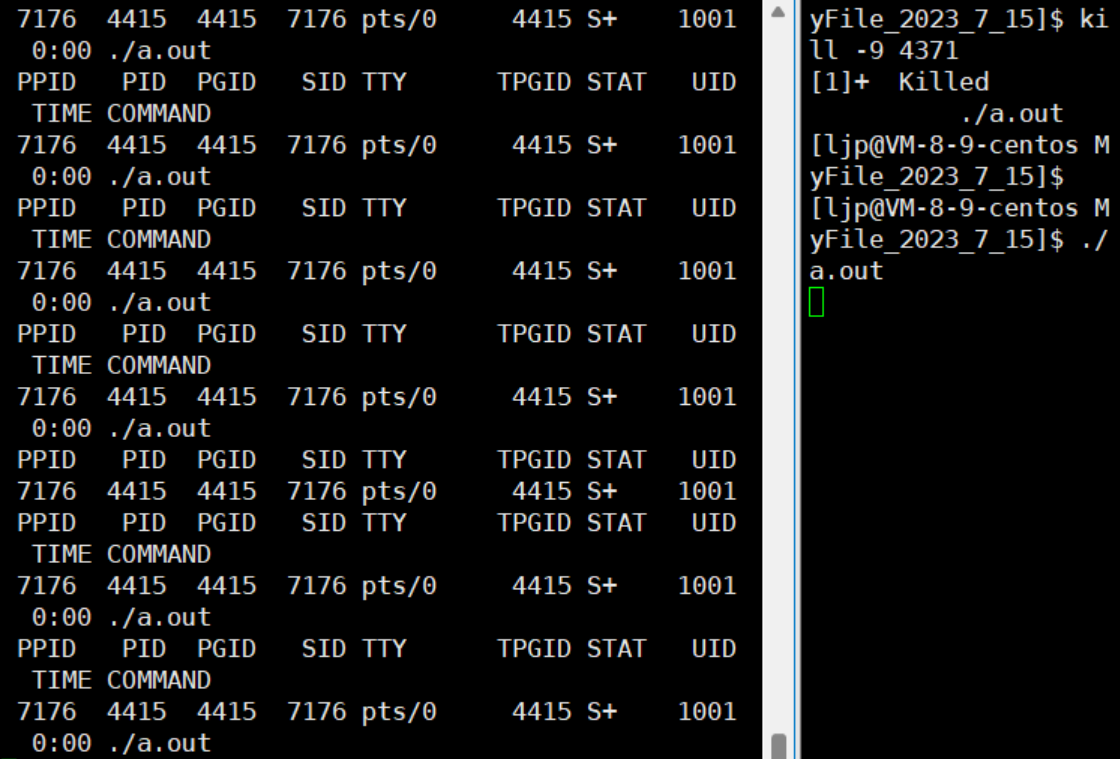 7176  4415  4415  7176 pts/0     4415 S+    1001
 0:00 ./a.out
PPID   PID  PGID   SID TTY      TPGID STAT   UID
 TIME COMMAND
7176  4415  4415  7176 pts/0     4415 S+    1001
 0:00 ./a.out
PPID   PID  PGID   SID TTY      TPGID STAT   UID
 TIME COMMAND
7176  4415  4415  7176 pts/0     4415 S+    1001
 0:00 ./a.out
PPID   PID  PGID   SID TTY      TPGID STAT   UID
 TIME COMMAND
7176  4415  4415  7176 pts/0     4415 S+    1001
 0:00 ./a.out
PPID   PID  PGID   SID TTY      TPGID STAT   UID
7176  4415  4415  7176 pts/0     4415 S+    1001
PPID   PID  PGID   SID TTY      TPGID STAT   UID
 TIME COMMAND
7176  4415  4415  7176 pts/0     4415 S+    1001
 0:00 ./a.out
PPID   PID  PGID   SID TTY      TPGID STAT   UID
 TIME COMMAND
7176  4415  4415  7176 pts/0     4415 S+    1001
 0:00 ./a.out
yFile_2023_7_15]$ ki
ll -9 4371
[1]+  Killed
          ./a.out
[ljp@VM-8-9-centos M
yFile_2023_7_15]$
[ljp@VM-8-9-centos M
yFile_2023_7_15]$ ./
a.out